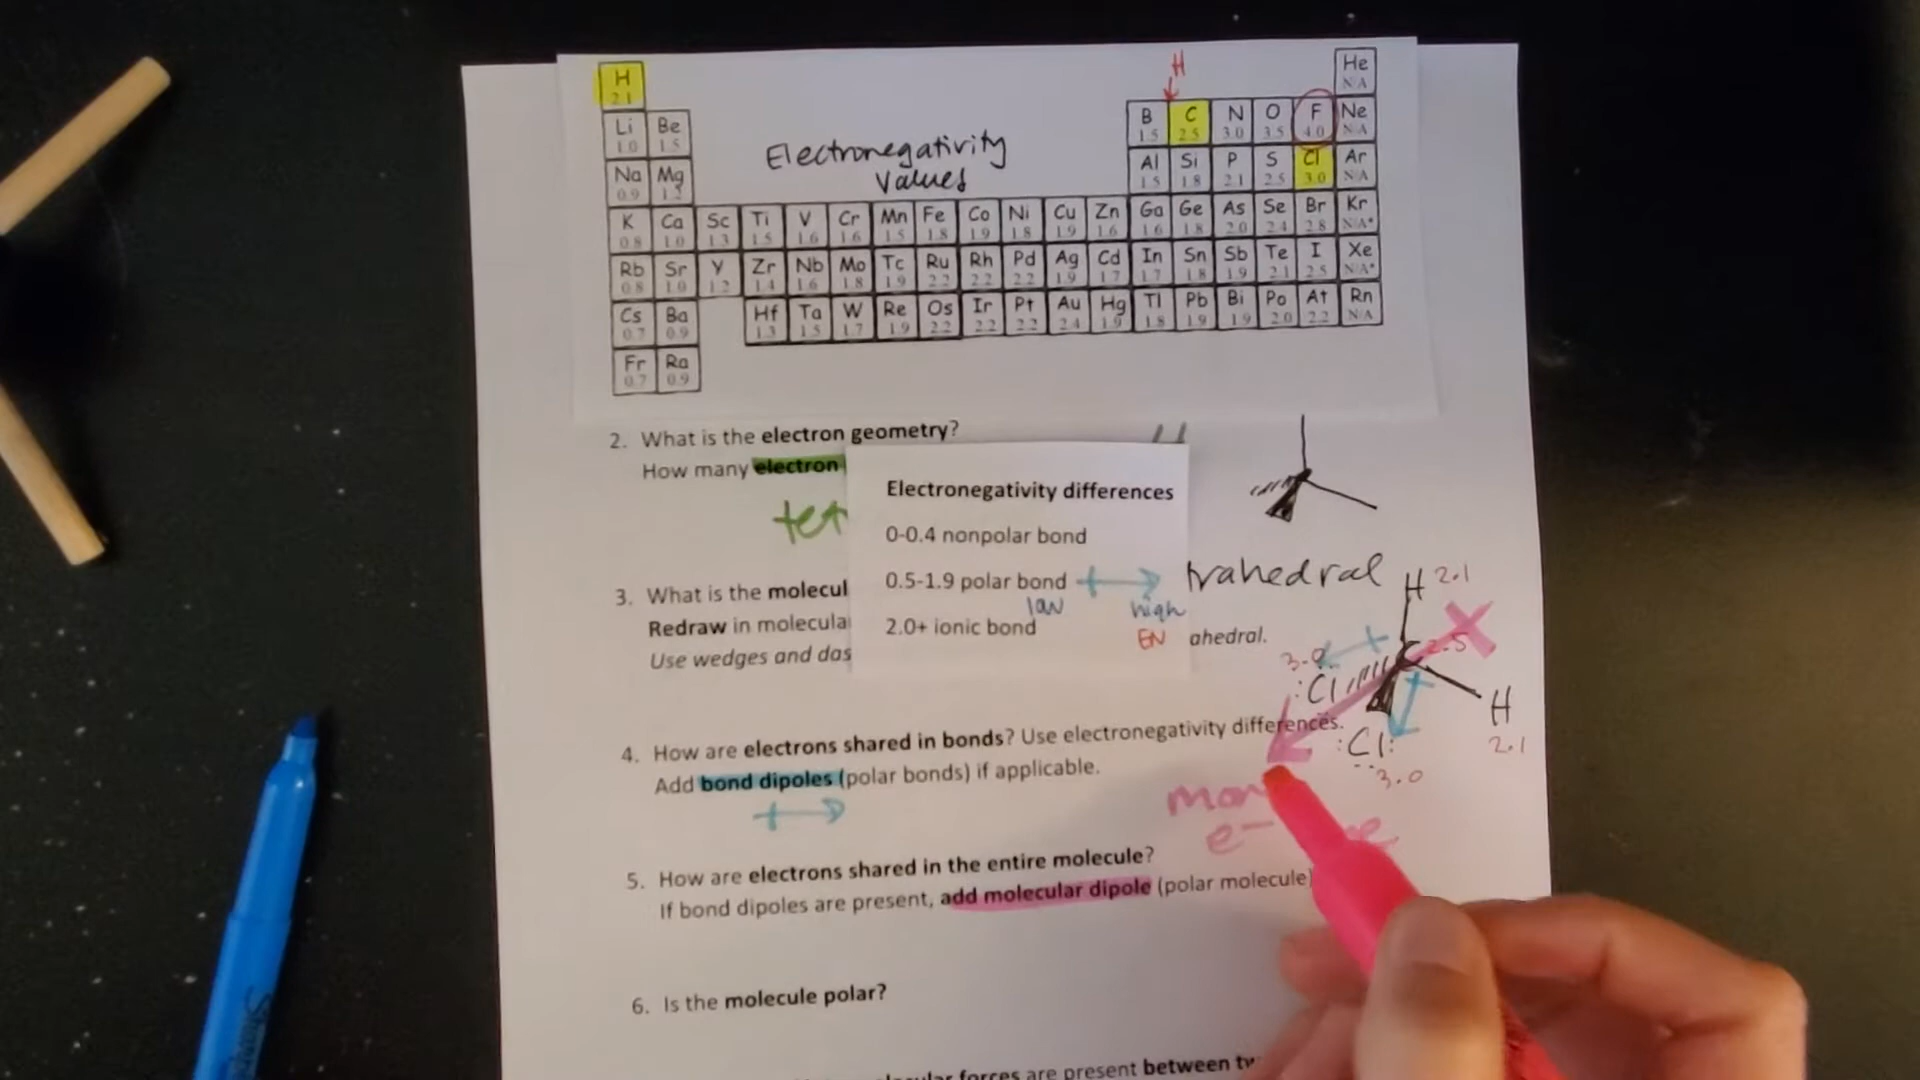 H
H He
2.1 N/A
Li Be B C N O F Ne
1.0 1.5 1.5 2.5 3.0 3.5 4.0 N/A
Electronegativity
Values
Na Mg Al Si P S Cl Ar
0.9 1.2 1.5 1.8 2.1 2.5 3.0 N/A
K Ca Sc Ti V Cr Mn Fe Co Ni Cu Zn Ga Ge As Se Br Kr
0.8 1.0 1.3 1.5 1.6 1.6 1.5 1.8 1.9 1.8 1.9 1.6 1.6 1.8 2.0 2.4 2.8 N/A*
Rb Sr Y Zr Nb Mo Tc Ru Rh Pd Ag Cd In Sn Sb Te I Xe
0.8 1.0 1.2 1.4 1.6 1.8 1.9 2.2 2.2 2.2 1.9 1.7 1.7 1.8 1.9 2.1 2.5 N/A*
Cs Ba Hf Ta W Re Os Ir Pt Au Hg Tl Pb Bi Po At Rn
0.7 0.9 1.3 1.5 1.7 1.9 2.2 2.2 2.2 2.4 1.9 1.8 1.9 1.9 2.0 2.2 N/A
Fr Ra
0.7 0.9
2. What is the electron geometry?
How many electron
tet
Electronegativity differences
0-0.4 nonpolar bond
0.5-1.9 polar bond
low high
2.0+ ionic bond EN
trahedral
3. What is the molecul
Redraw in molecula ahedral.
Use wedges and das
H 2.1
C 2.5
3.0
:Cl
H
2.1
:Cl:
3.0
4. How are electrons shared in bonds? Use electronegativity differences.
Add bond dipoles (polar bonds) if applicable.
e-
5. How are electrons shared in the entire molecule?
If bond dipoles are present, add molecular dipole (polar molecule)
6. Is the molecule polar?
forces are present between tw